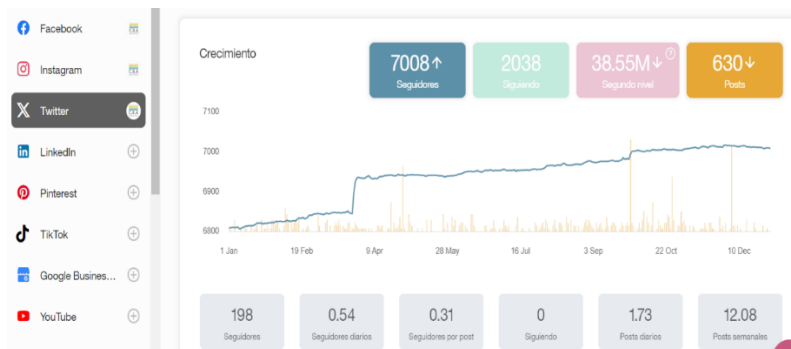 Facebook
Instagram
Twitter
LinkedIn
Pinterest
TikTok
Google Busines...
YouTube
Crecimiento
7008↑
Seguidores
2038
Siguiendo
38.55M↓ ?
Segundo nivel
630↓
Posts
7100
7000
6900
6800
1 Jan 19 Feb 9 Apr 28 May 16 Jul 3 Sep 22 Oct 10 Dec
198 0.54 0.31 0 1.73 12.08
Seguidores Seguidores diarios Seguidores por post Siguiendo Posts diarios Posts semanales